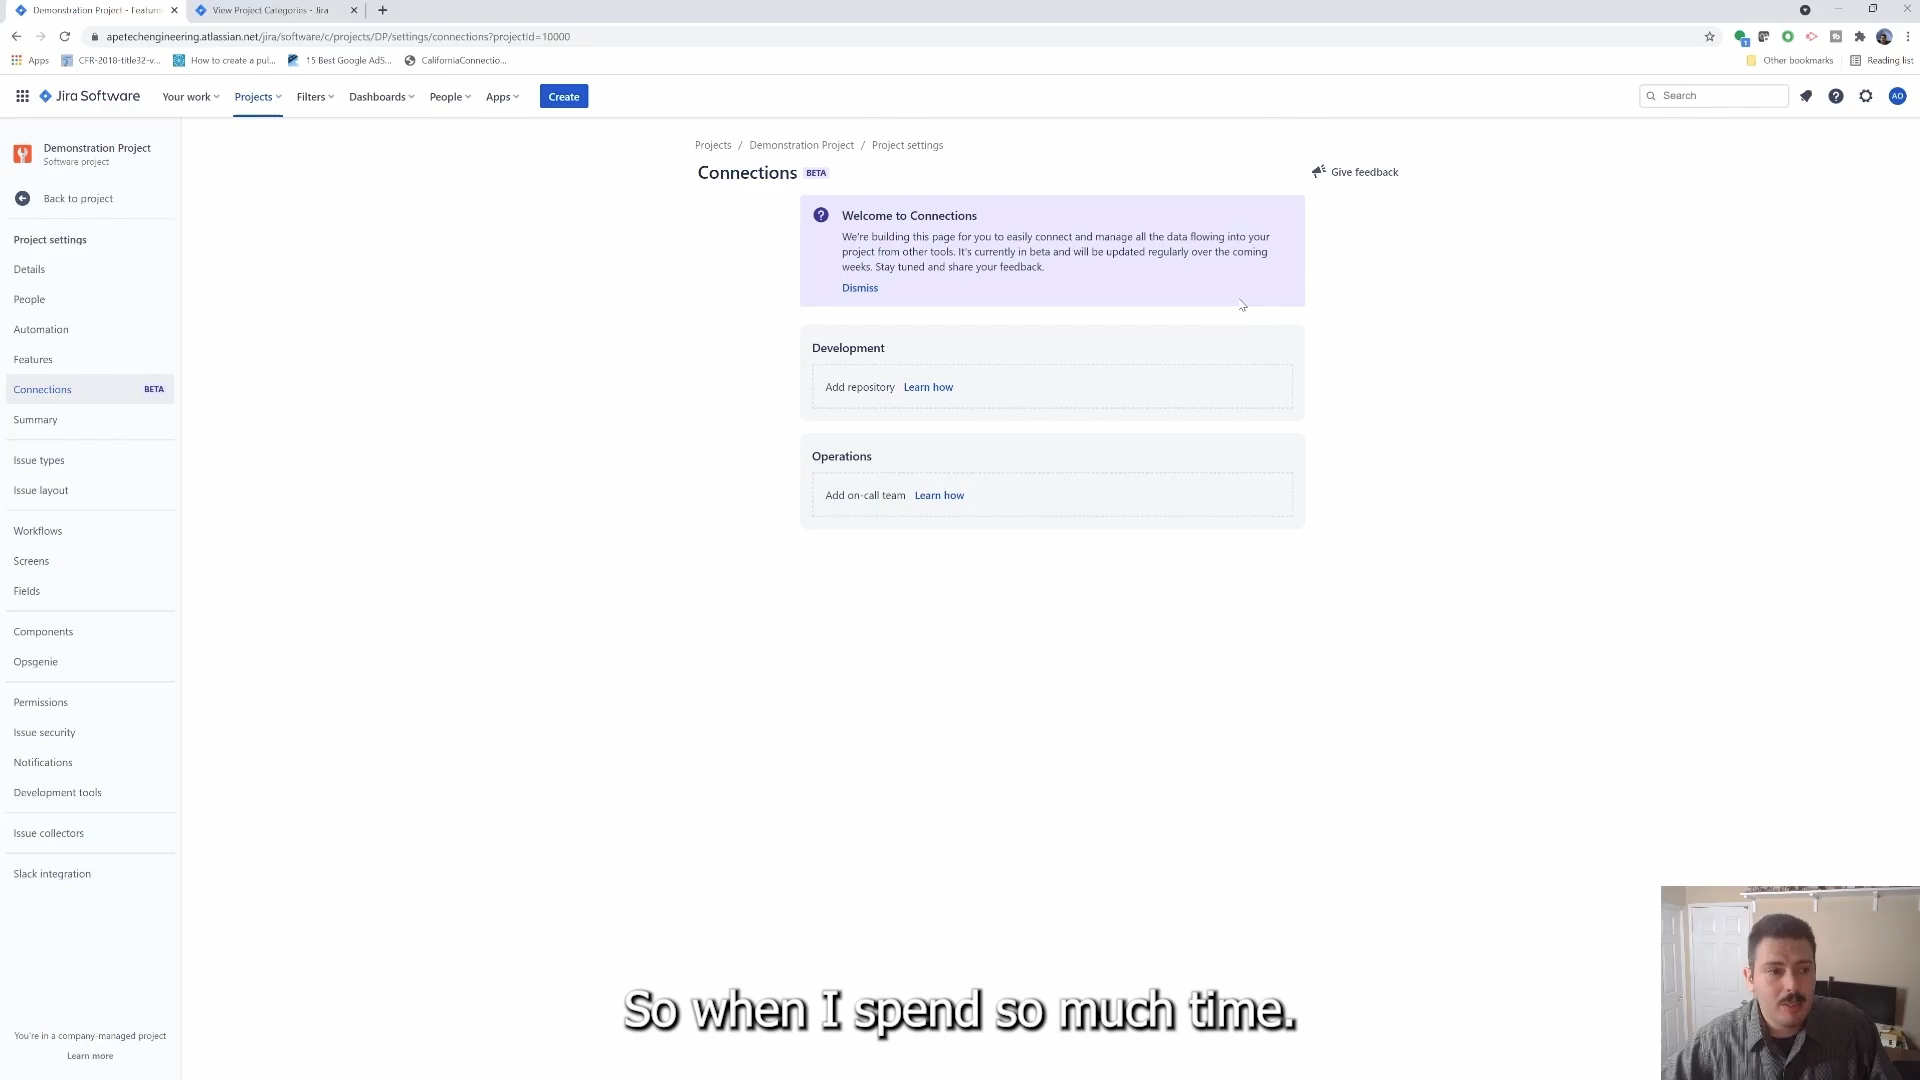 Demonstration Project - Feature
View Project Categories - Jira
apetechengineering.atlassian.net/jira/software/c/projects/DP/settings/connections?projectId=10000
Apps
CFR-2018-title32-v...
How to create a pul...
15 Best Google AdS...
CaliforniaConnectio...
Other bookmarks
Reading list
Jira Software
Your work
Projects
Filters
Dashboards
People
Apps
Create
Search
AO
Demonstration Project
Software project
Back to project
Project settings
Details
People
Automation
Features
Connections BETA
Summary
Issue types
Issue layout
Workflows
Screens
Fields
Components
Opsgenie
Permissions
Issue security
Notifications
Development tools
Issue collectors
Slack integration
You're in a company-managed project
Learn more
Projects / Demonstration Project / Project settings
Connections BETA
Give feedback
Welcome to Connections
We're building this page for you to easily connect and manage all the data flowing into your
project from other tools. It's currently in beta and will be updated regularly over the coming
weeks. Stay tuned and share your feedback.
Dismiss
Development
Add repository Learn how
Operations
Add on-call team Learn how
So when I spend so much time.